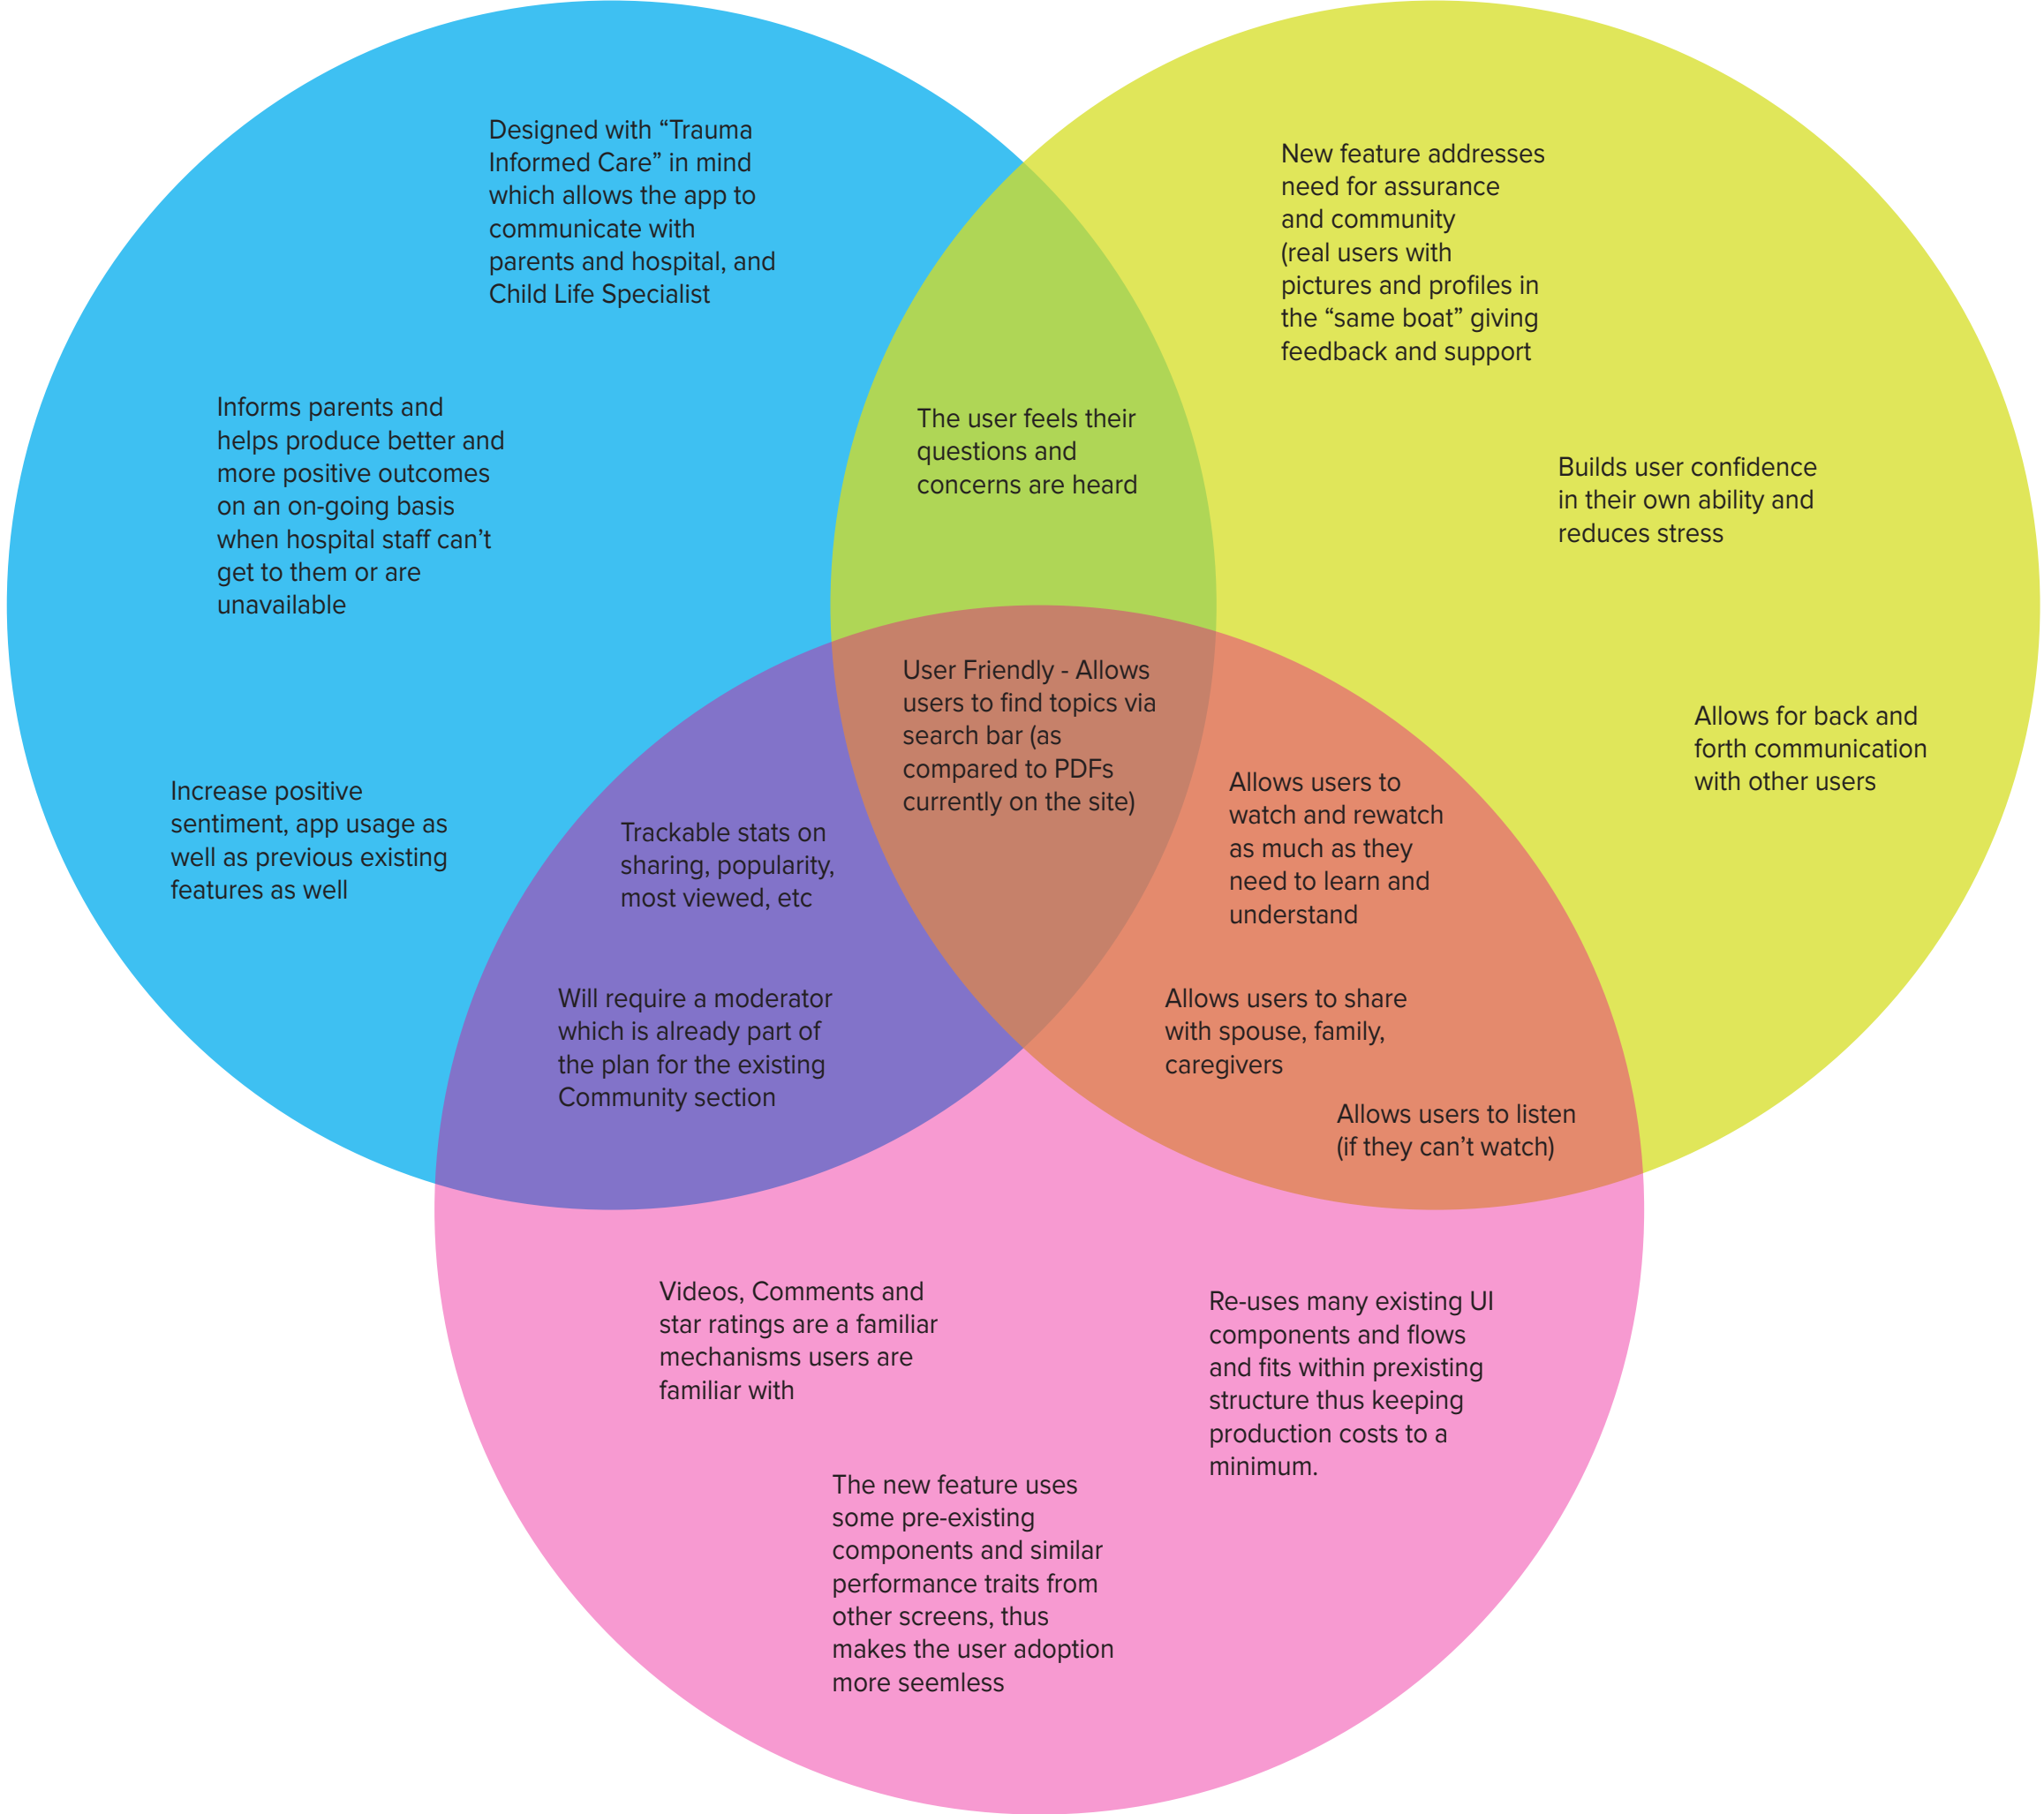 Designed with “Trauma
Informed Care” in mind
which allows the app to
communicate with
parents and hospital, and
Child Life Specialist
New feature addresses
need for assurance
and community
(real users with
pictures and profiles in
the “same boat” giving
feedback and support
Informs parents and
helps produce better and
more positive outcomes
on an on-going basis
when hospital staff can’t
get to them or are
unavailable
The user feels their
questions and
concerns are heard
Builds user confidence
in their own ability and
reduces stress
User Friendly - Allows
users to find topics via
search bar (as
compared to PDFs
currently on the site)
Allows for back and
forth communication
with other users
Increase positive
sentiment, app usage as
well as previous existing
features as well
Trackable stats on
sharing, popularity,
most viewed, etc
Allows users to
watch and rewatch
as much as they
need to learn and
understand
Will require a moderator
which is already part of
the plan for the existing
Community section
Allows users to share
with spouse, family,
caregivers
Allows users to listen
(if they can’t watch)
Videos, Comments and
star ratings are a familiar
mechanisms users are
familiar with
Re-uses many existing UI
components and flows
and fits within prexisting
structure thus keeping
production costs to a
minimum.
The new feature uses
some pre-existing
components and similar
performance traits from
other screens, thus
makes the user adoption
more seemless